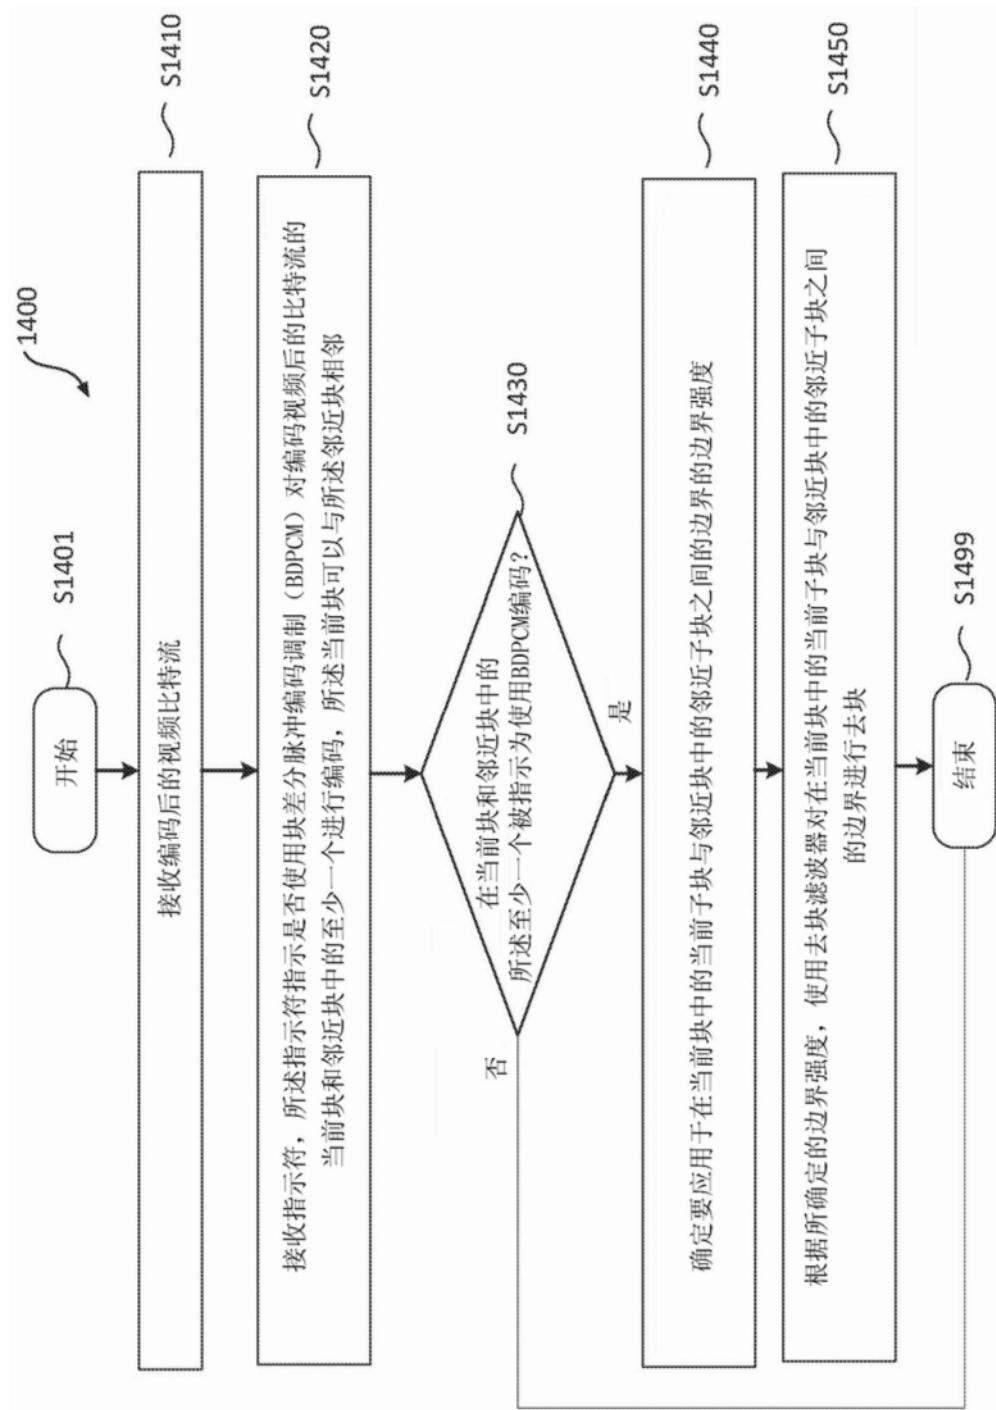 1400
开始
S1401
接收编码后的视频比特流
S1410
接收指示符，所述指示符指示是否使用块差分脉冲编码调制（BDPCM）对编码视频后的比特流的
当前块和邻近块中的至少一个进行编码，所述当前块可以与所述邻近块相邻
S1420
在当前块和邻近块中的
所述至少一个被指示为使用BDPCM编码?
S1430
否
是
确定要应用于在当前块中的当前子块与邻近块中的邻近子块之间的边界的边界强度
S1440
根据所确定的边界强度，使用去块滤波器对在当前块中的当前子块与邻近块中的邻近子块之间
的边界进行去块
S1450
结束
S1499